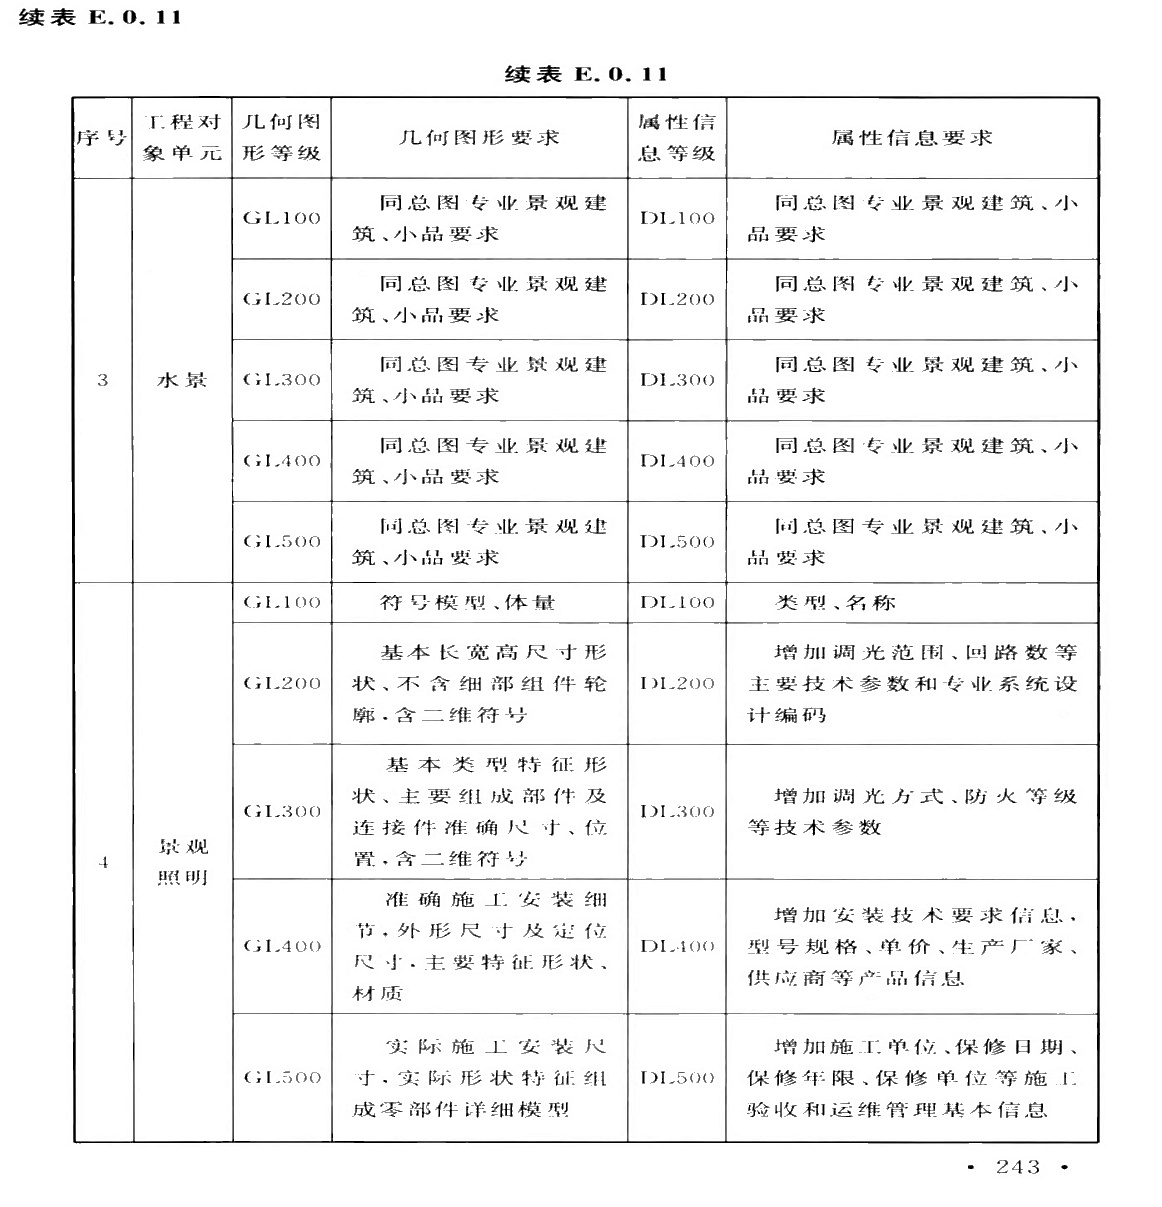 续表 E.0.11
续表 E.0.11
序号
工程对
象单元
几何图
形等级
几何图形要求
属性信
息等级
属性信息要求
3
水景
GL100
同总图专业景观建
筑、小品要求
DL100
同总图专业景观建筑、小
品要求
GL200
同总图专业景观建
筑、小品要求
DL200
同总图专业景观建筑、小
品要求
GL300
同总图专业景观建
筑、小品要求
DL300
同总图专业景观建筑、小
品要求
GL400
同总图专业景观建
筑、小品要求
DL400
同总图专业景观建筑、小
品要求
GL500
同总图专业景观建
筑、小品要求
DL500
同总图专业景观建筑、小
品要求
4
景观
照明
GL100
符号模型、体量
DL100
类型、名称
GL200
基本长宽高尺寸形
状、不含细部组件轮
廓,含二维符号
DL200
增加调光范围、回路数等
主要技术参数和专业系统设
计编码
GL300
基本类型特征形
状、主要组成部件及
连接件准确尺寸、位
置,含二维符号
DL300
增加调光方式、防火等级
等技术参数
GL400
准确施工安装细
节,外形尺寸及定位
尺寸,主要特征形状、
材质
DL400
增加安装技术要求信息,
型号规格、单价、生产厂家、
供应商等产品信息
GL500
实际施工安装尺
寸,实际形状特征组
成零部件详细模型
DL500
增加施工单位、保修日期、
保修年限、保修单位等施工
验收和运维管理基本信息
· 243 ·